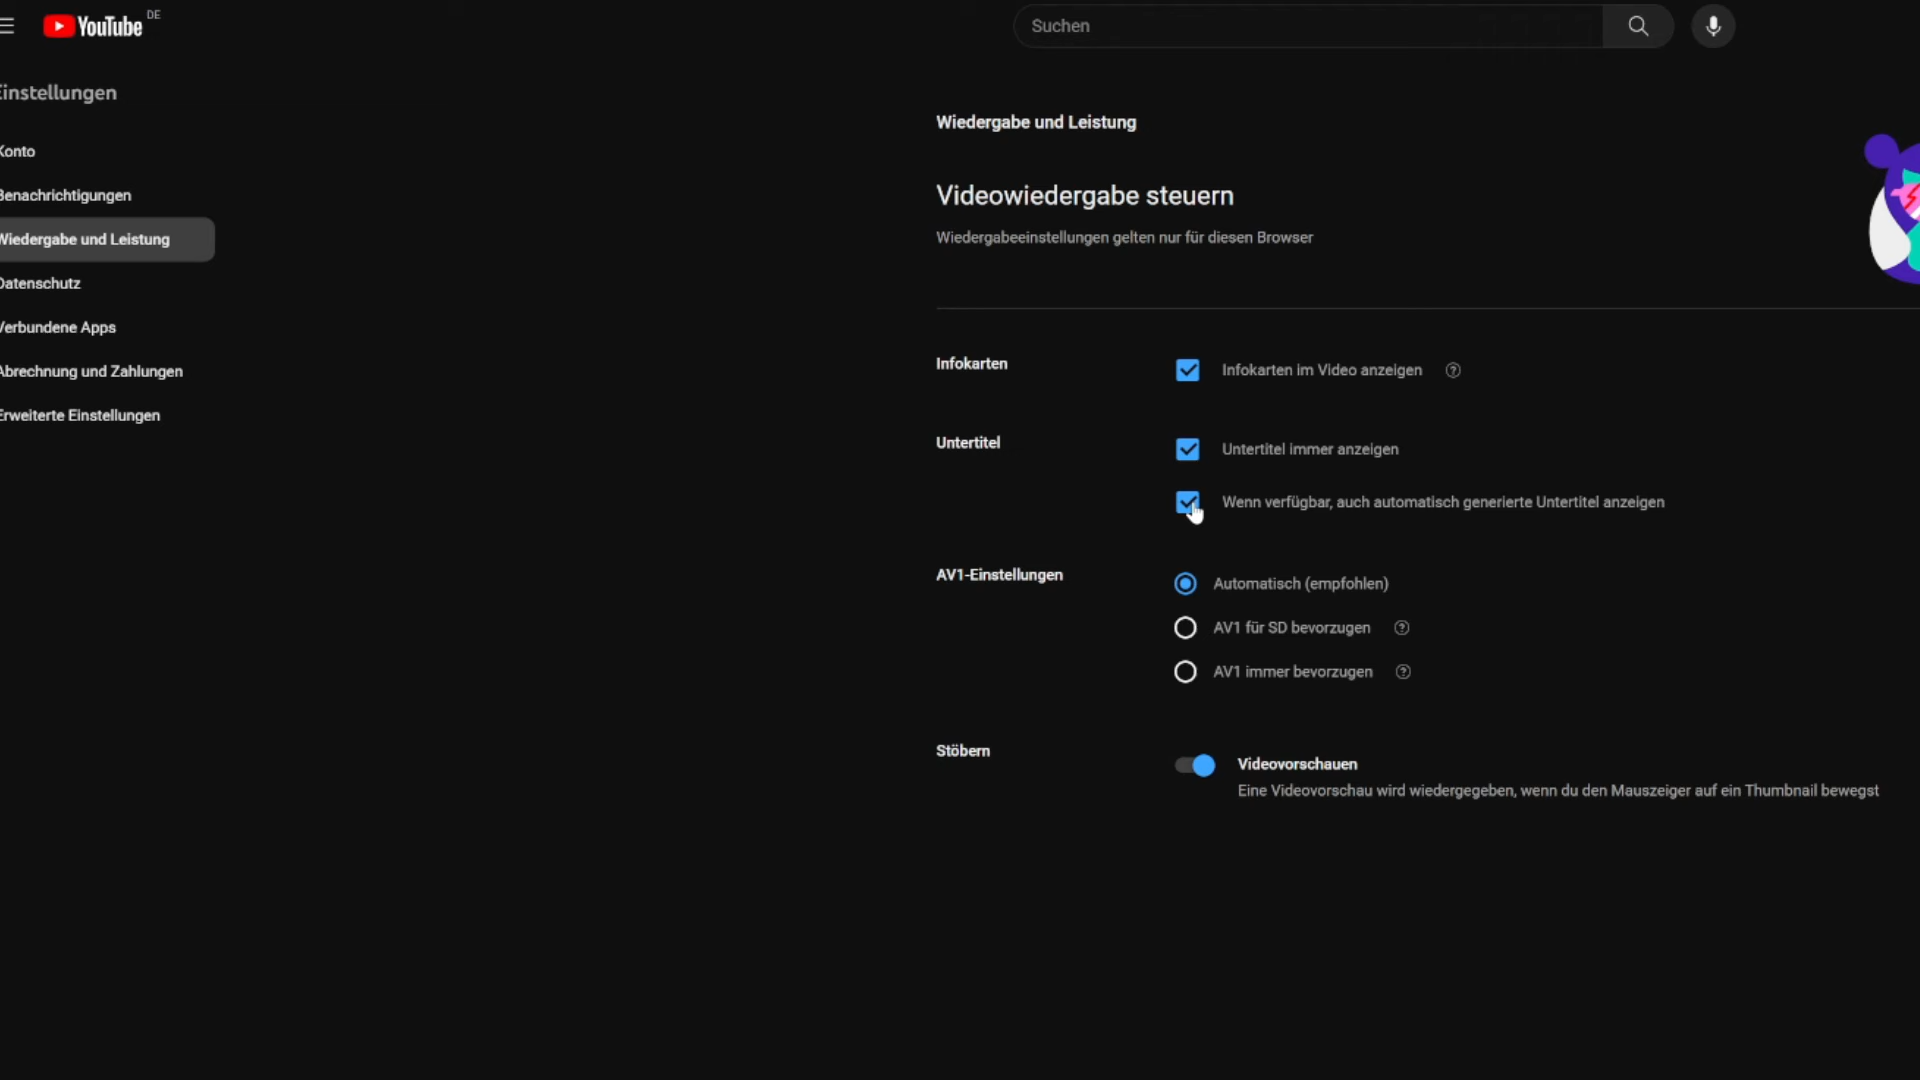 YouTube DE
Suchen
Einstellungen
Konto
Benachrichtigungen
Wiedergabe und Leistung
Datenschutz
Verbundene Apps
Abrechnung und Zahlungen
Erweiterte Einstellungen
Wiedergabe und Leistung
Videowiedergabe steuern
Wiedergabeeinstellungen gelten nur für diesen Browser
Infokarten
Infokarten im Video anzeigen
Untertitel
Untertitel immer anzeigen
Wenn verfügbar, auch automatisch generierte Untertitel anzeigen
AV1-Einstellungen
Automatisch (empfohlen)
AV1 für SD bevorzugen
AV1 immer bevorzugen
Stöbern
Videovorschauen
Eine Videovorschau wird wiedergegeben, wenn du den Mauszeiger auf ein Thumbnail bewegst